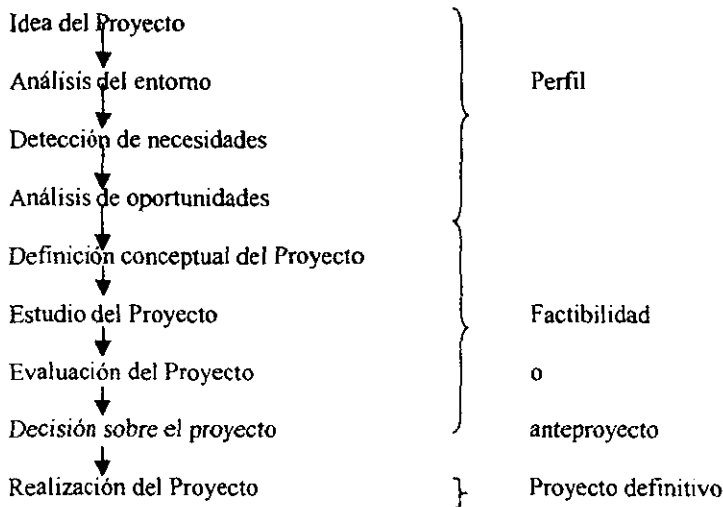 Idea del Proyecto
Análisis del entorno Perfil
Detección de necesidades
Análisis de oportunidades
Definición conceptual del Proyecto
Estudio del Proyecto Factibilidad
Evaluación del Proyecto o
Decisión sobre el proyecto anteproyecto
Realización del Proyecto Proyecto definitivo